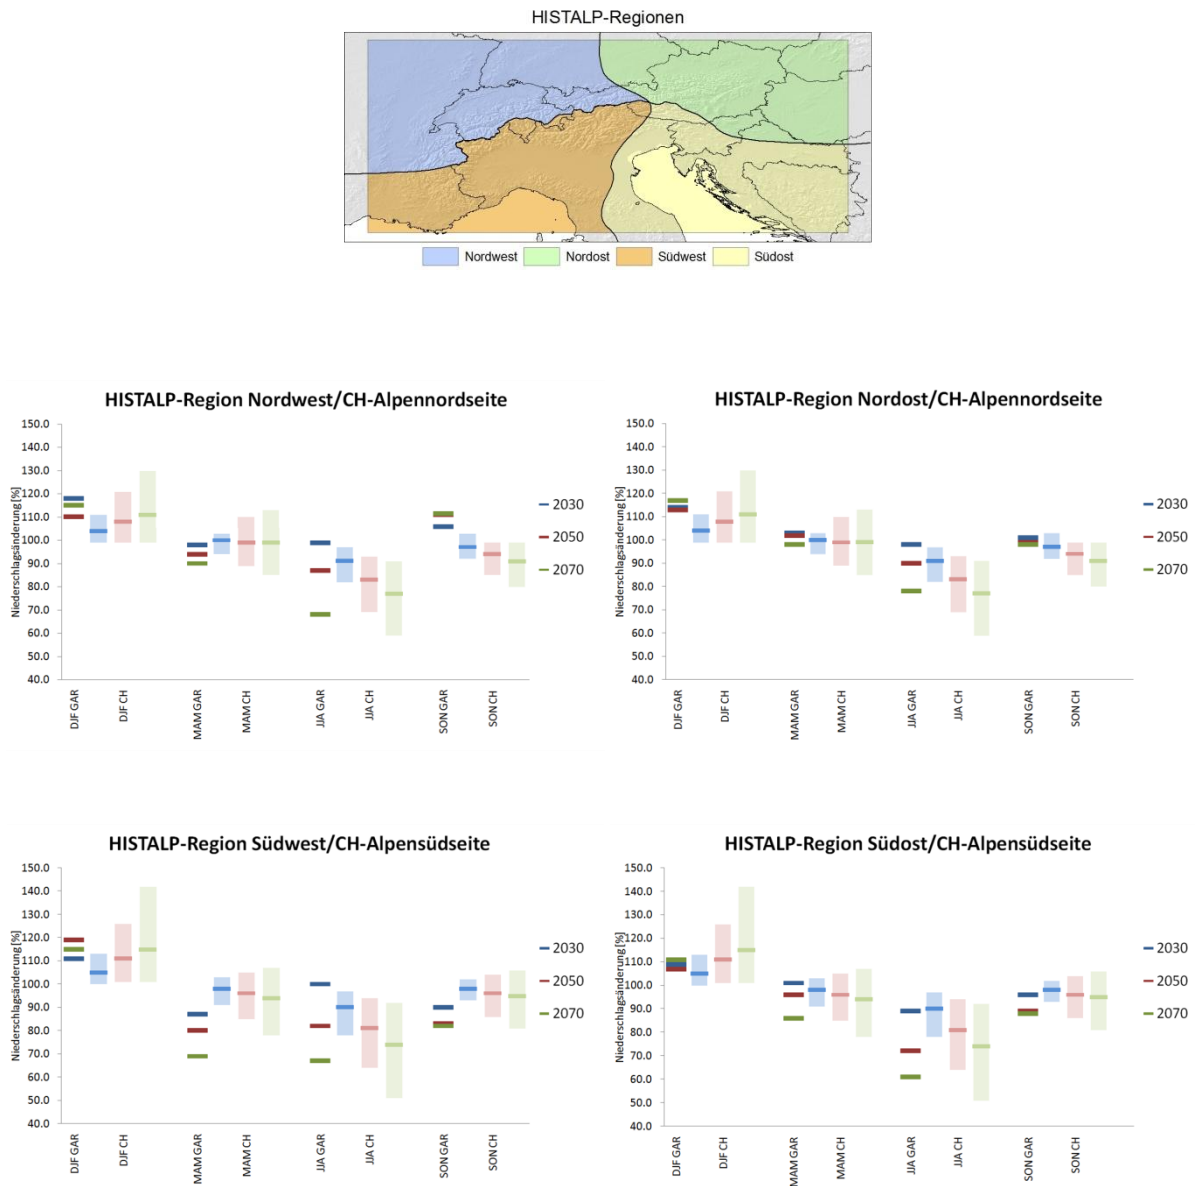 HISTALP-Regionen
Nordwest Nordost Südwest Südost
HISTALP-Region Nordwest/CH-Alpennordseite
Niederschlagsänderung [%]
150.0
140.0
130.0
120.0
110.0
100.0
90.0
80.0
70.0
60.0
50.0
40.0
DJF GAR
DJF CH
MAM GAR
MAM CH
JJA GAR
JJA CH
SON GAR
SON CH
2030
2050
2070
HISTALP-Region Nordost/CH-Alpennordseite
Niederschlagsänderung [%]
150.0
140.0
130.0
120.0
110.0
100.0
90.0
80.0
70.0
60.0
50.0
40.0
DJF GAR
DJF CH
MAM GAR
MAM CH
JJA GAR
JJA CH
SON GAR
SON CH
2030
2050
2070
HISTALP-Region Südwest/CH-Alpensüdseite
Niederschlagsänderung [%]
150.0
140.0
130.0
120.0
110.0
100.0
90.0
80.0
70.0
60.0
50.0
40.0
DJF GAR
DJF CH
MAM GAR
MAM CH
JJA GAR
JJA CH
SON GAR
SON CH
2030
2050
2070
HISTALP-Region Südost/CH-Alpensüdseite
Niederschlagsänderung [%]
150.0
140.0
130.0
120.0
110.0
100.0
90.0
80.0
70.0
60.0
50.0
40.0
DJF GAR
DJF CH
MAM GAR
MAM CH
JJA GAR
JJA CH
SON GAR
SON CH
2030
2050
2070